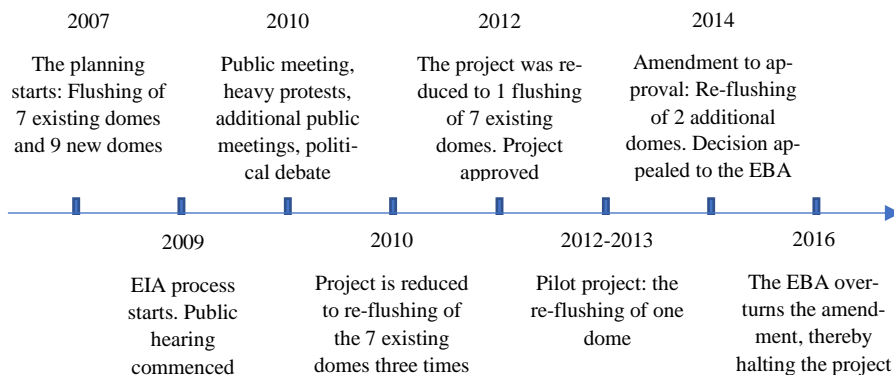 2007
The planning
starts: Flushing of
7 existing domes
and 9 new domes
2009
EIA process
starts. Public
hearing
commenced
2010
Public meeting,
heavy protests,
additional public
meetings, politi-
cal debate
2010
Project is reduced
to re-flushing of
the 7 existing
domes three times
2012
The project was re-
duced to 1 flushing
of 7 existing
domes. Project
approved
2012-2013
Pilot project: the
re-flushing of one
dome
2014
Amendment to ap-
proval: Re-flushing
of 2 additional
domes. Decision ap-
pealed to the EBA
2016
The EBA over-
turns the amend-
ment, thereby
halting the project